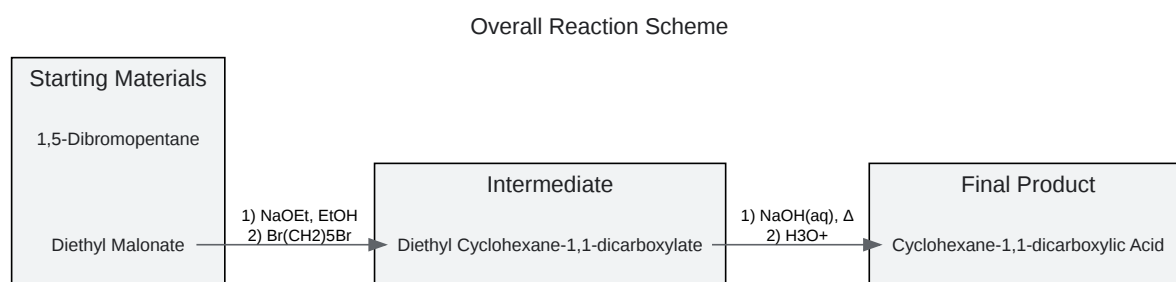 Overall Reaction Scheme
Starting Materials
1,5-Dibromopentane
Diethyl Malonate
1) NaOEt, EtOH
2) Br(CH2)5Br
Intermediate
Diethyl Cyclohexane-1,1-dicarboxylate
1) NaOH(aq), Δ
2) H3O+
Final Product
Cyclohexane-1,1-dicarboxylic Acid